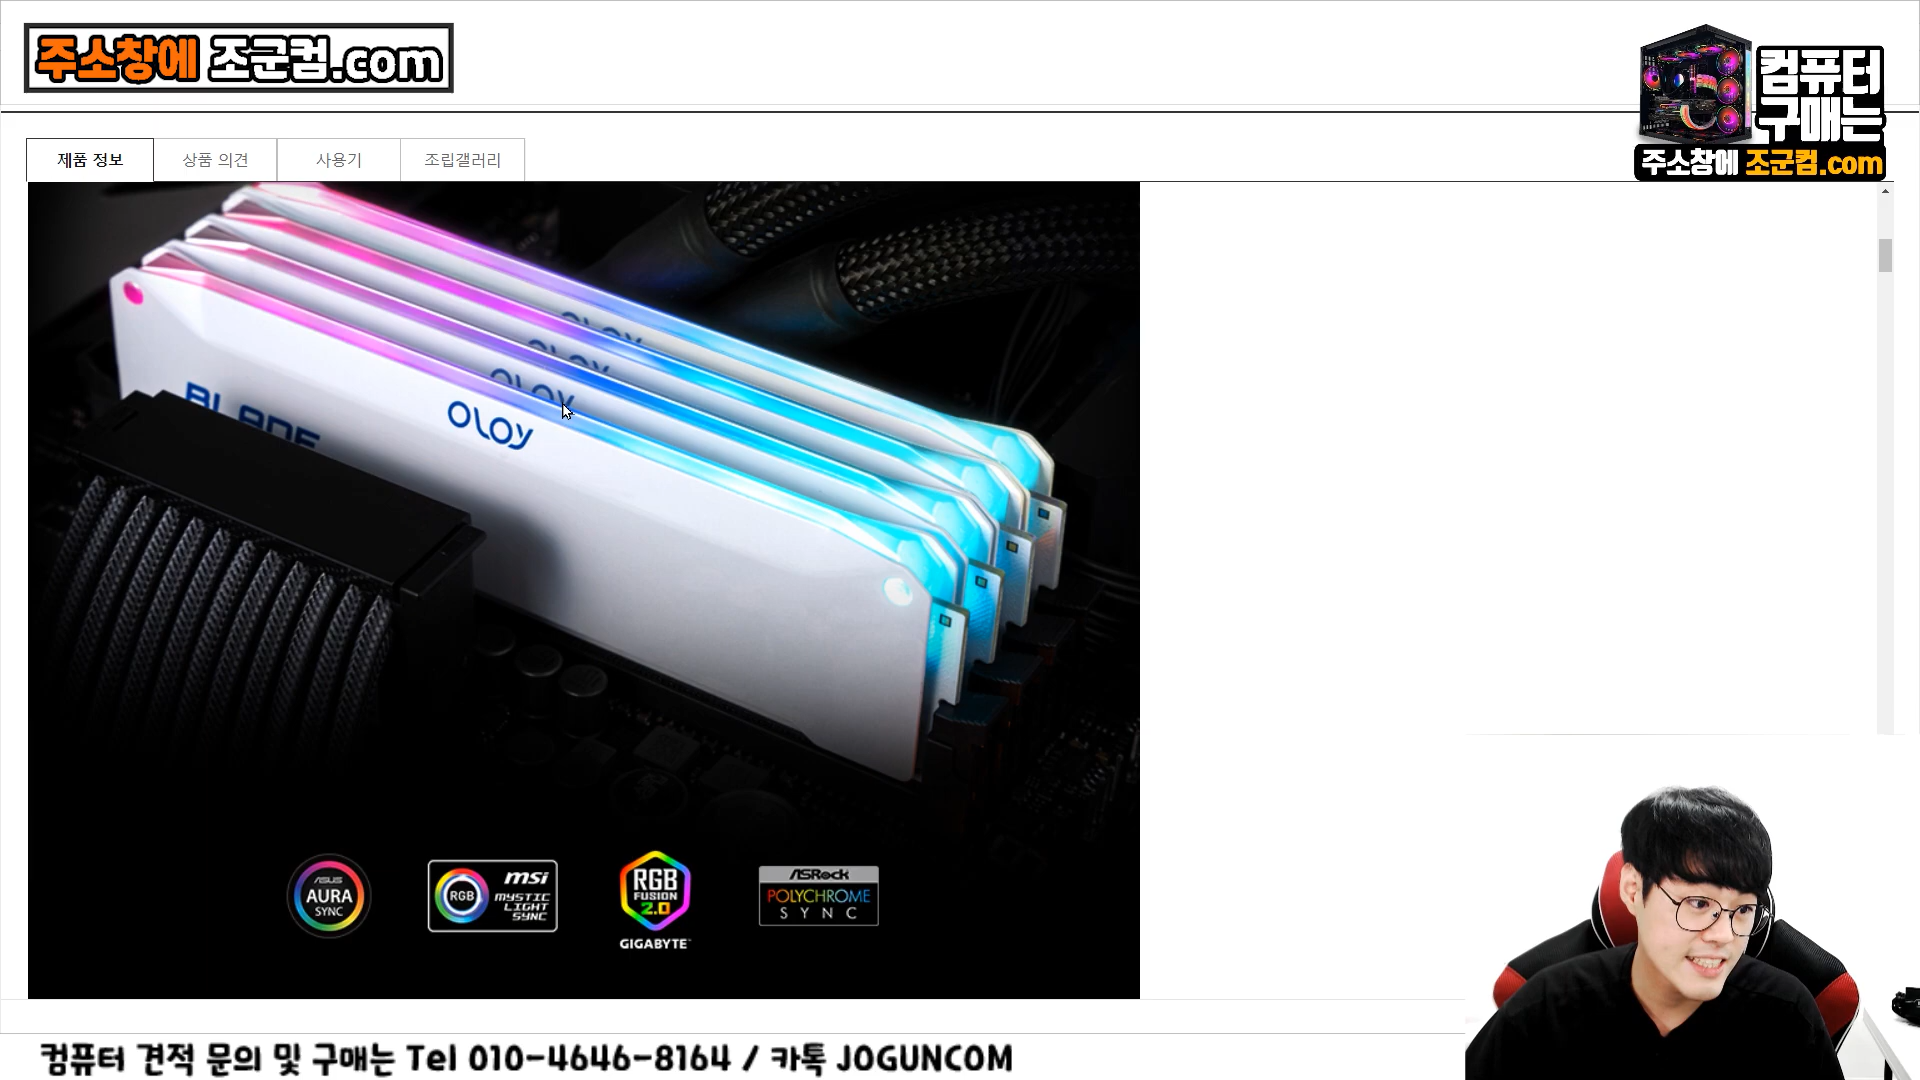 주소창에 조군컴.com
컴퓨터
구매는
주소창에 조군컴.com
제품 정보
상품 의견
사용기
조립갤러리
OLOY
OLOY
OLOY
BLADE
OLOY
ASUS
AURA
SYNC
RGB
msi
MYSTIC
LIGHT
SYNC
RGB
FUSION
2.0
GIGABYTE™
ASRock
POLYCHROME
SYNC
컴퓨터 견적 문의 및 구매는 Tel 010-4646-8164 / 카톡 JOGUNCOM